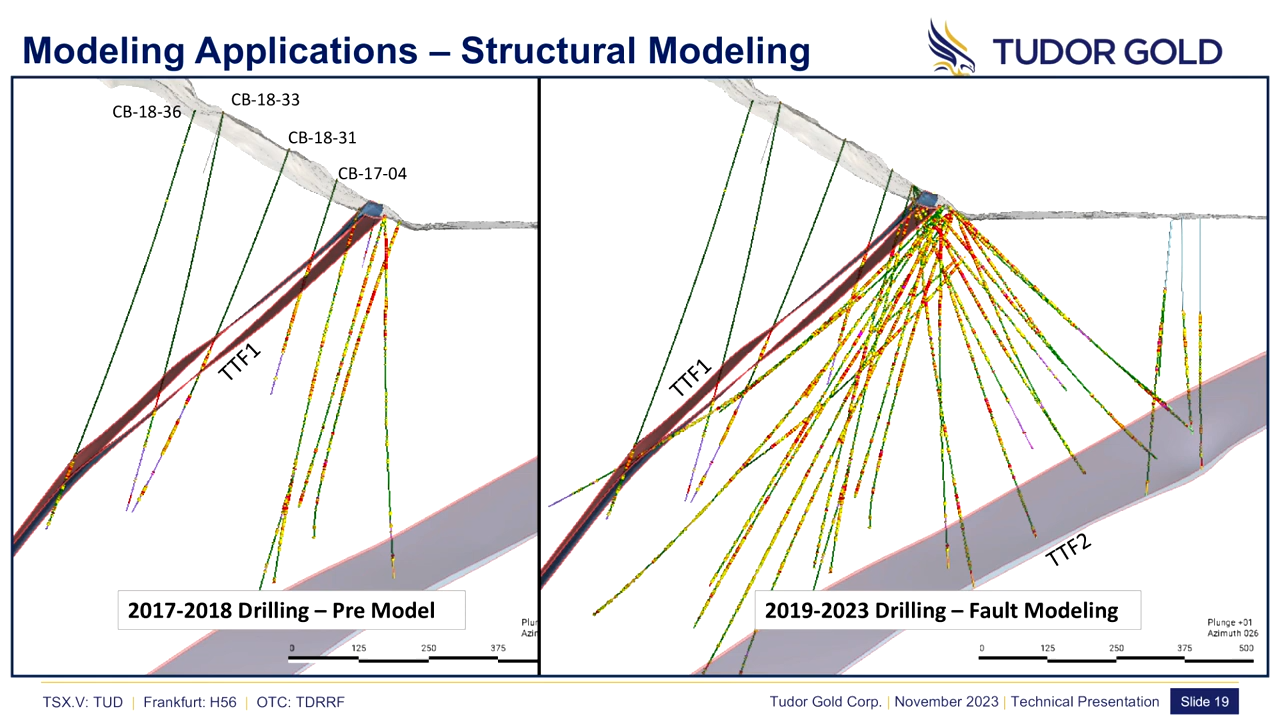 Modeling Applications – Structural Modeling
TUDOR GOLD
CB-18-36
CB-18-33
CB-18-31
CB-17-04
TTF1
2017-2018 Drilling – Pre Model
Plun
Azin
0 125 250 375
TTF1
TTF2
2019-2023 Drilling – Fault Modeling
Plunge +01
Azimuth 026
0 125 250 375 500
TSX.V: TUD | Frankfurt: H56 | OTC: TDRRF
Tudor Gold Corp. | November 2023 | Technical Presentation
Slide 19